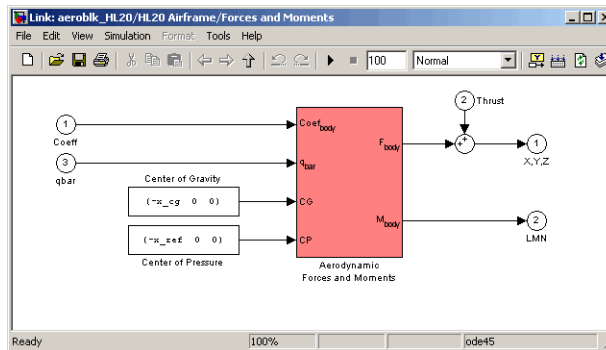 Link: aeroblk_HL20/HL20 Airframe/Forces and Moments
File Edit View Simulation Format Tools Help
100 Normal
1
Coeff
3
qbar
Center of Gravity
(-x_cg 0 0)
(-x_ref 0 0)
Center of Pressure
Coef body
q bar
CG
CP
F body
M body
Aerodynamic
Forces and Moments
2 Thrust
++
1
X,Y,Z
2
LMN
Ready 100% ode45